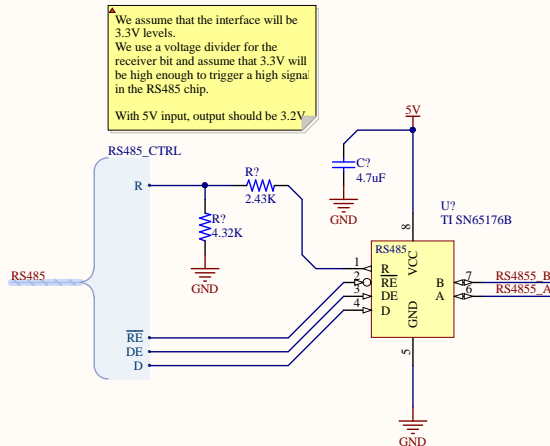 We assume that the interface will be
3.3V levels.
We use a voltage divider for the
receiver bit and assume that 3.3V will
be high enough to trigger a high signal
in the RS485 chip.
With 5V input, output should be 3.2V
RS485_CTRL
R
R?
2.43K
R?
4.32K
GND
RS485
RE
DE
D
5V
C?
4.7uF
GND
U?
TI SN65176B
8
RS485
VCC
1
R
2
RE
3
DE
4
D
GND
B
7
RS4855_B
A
6
RS4855_A
5
GND